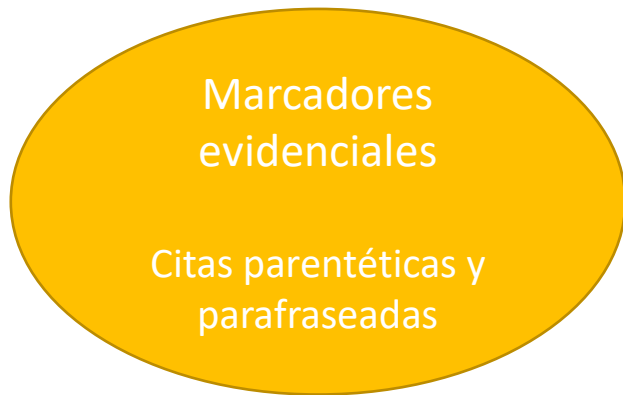 Marcadores
evidenciales
Citas parentéticas y
parafraseadas